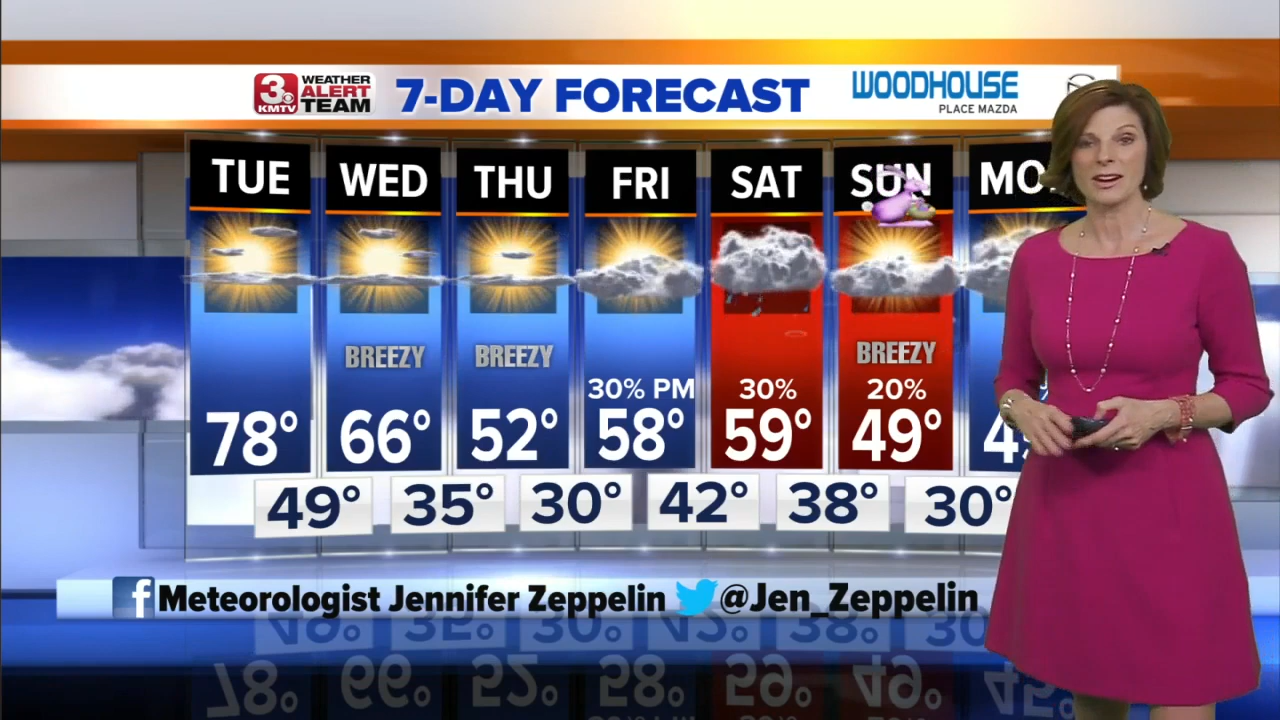 3 KMTV
WEATHER
ALERT
TEAM
7-DAY FORECAST
WOODHOUSE
PLACE MAZDA
TUE WED THU FRI SAT SUN
BREEZY BREEZY BREEZY
30% PM 30% 20%
78° 66° 52° 58° 59° 49°
49° 35° 30° 42° 38° 30°
f Meteorologist Jennifer Zeppelin @Jen_Zeppelin